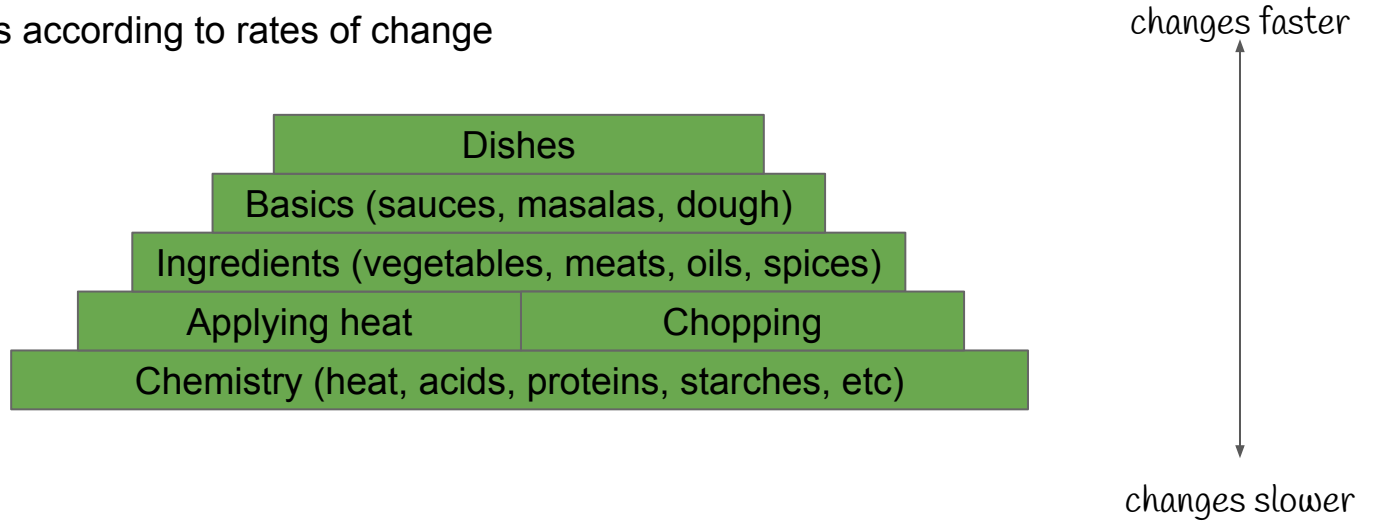 s according to rates of change
changes faster
Dishes
Basics (sauces, masalas, dough)
Ingredients (vegetables, meats, oils, spices)
Applying heat
Chopping
Chemistry (heat, acids, proteins, starches, etc)
changes slower